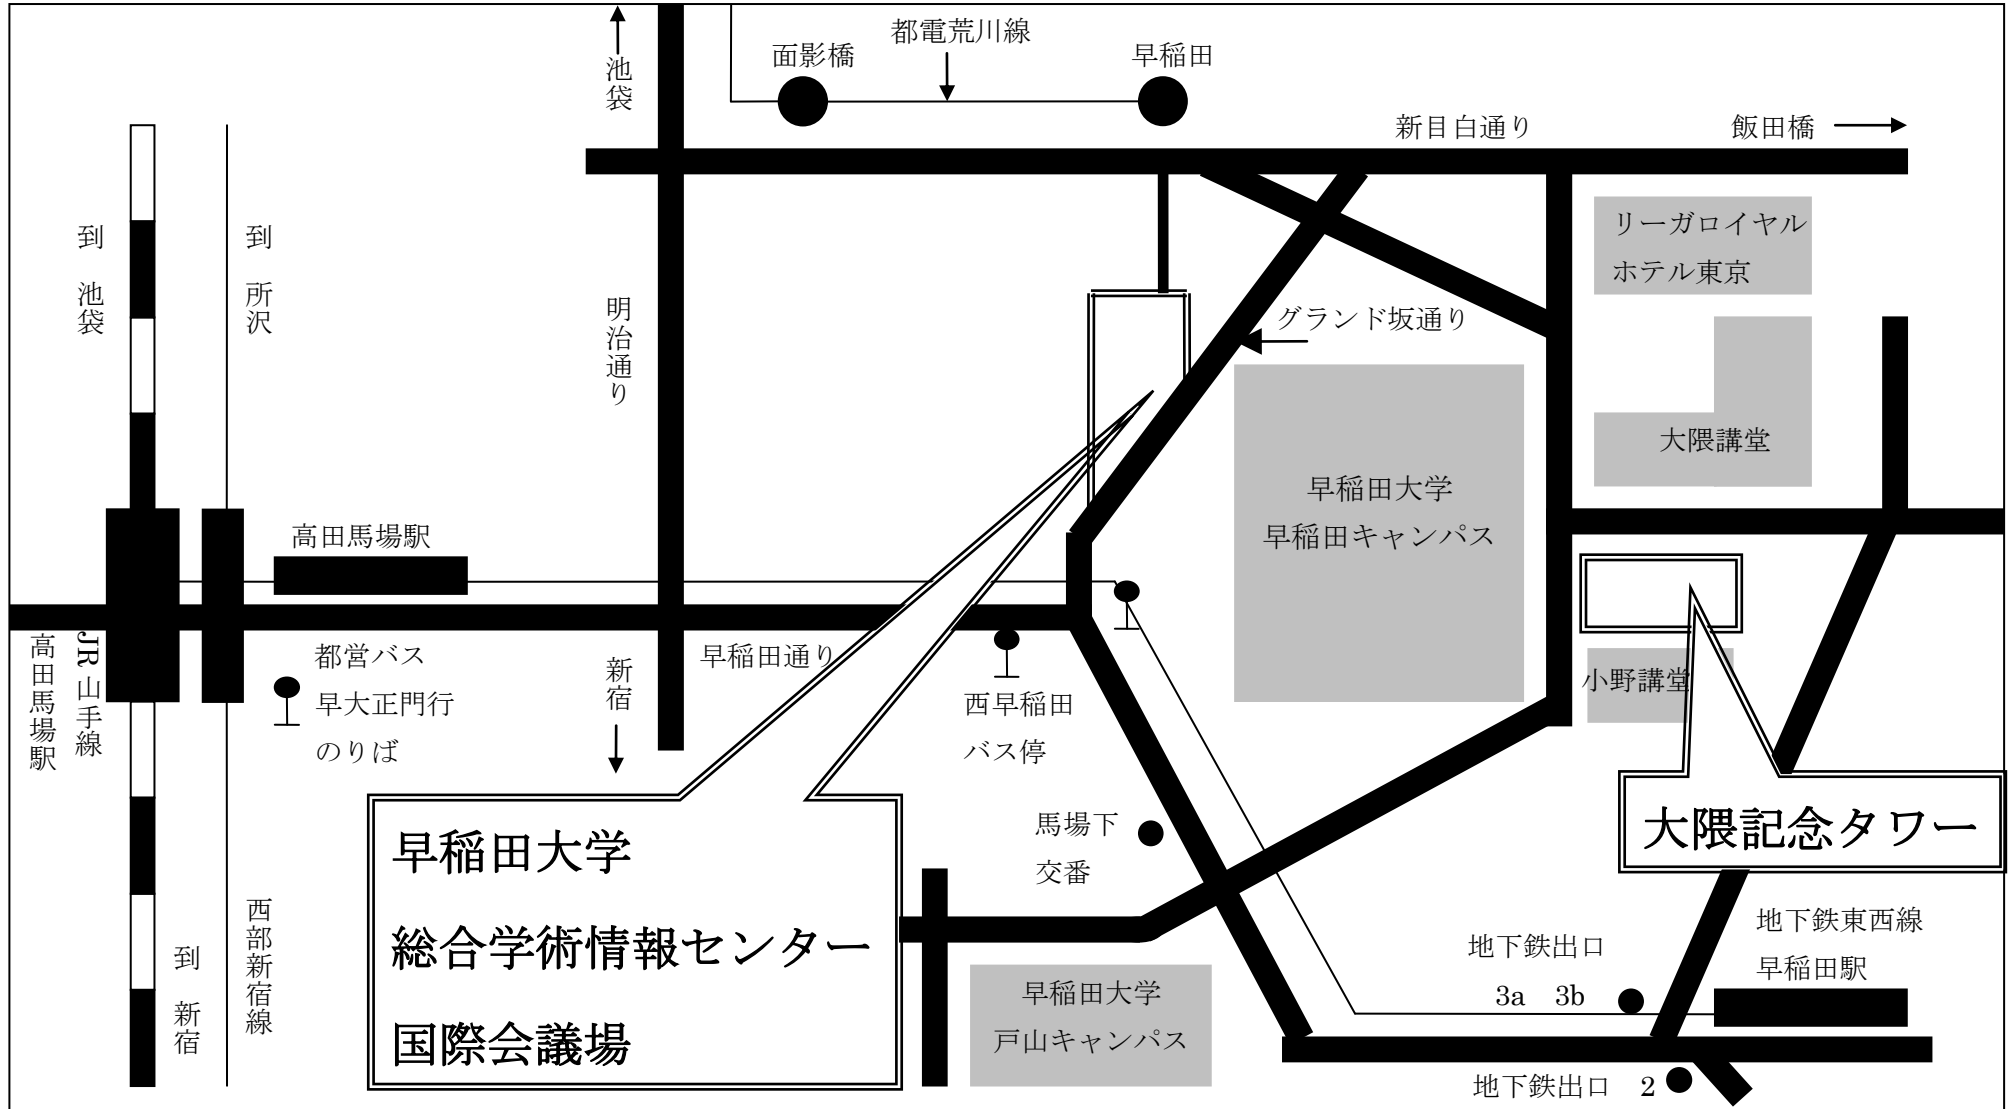 都電荒川線
面影橋
早稲田
池袋
新目白通り
飯田橋
リーガロイヤル
ホテル東京
到 池袋
到 所沢
明治通り
グランド坂通り
大隈講堂
早稲田大学
早稲田キャンパス
高田馬場駅
JR山手線
高田馬場駅
都営バス
早大正門行
のりば
新宿
早稲田通り
西早稲田
バス停
小野講堂
馬場下
交番
大隈記念タワー
早稲田大学
総合学術情報センター
国際会議場
到 新宿
西部新宿線
早稲田大学
戸山キャンパス
地下鉄出口
3a 3b
地下鉄東西線
早稲田駅
地下鉄出口 2